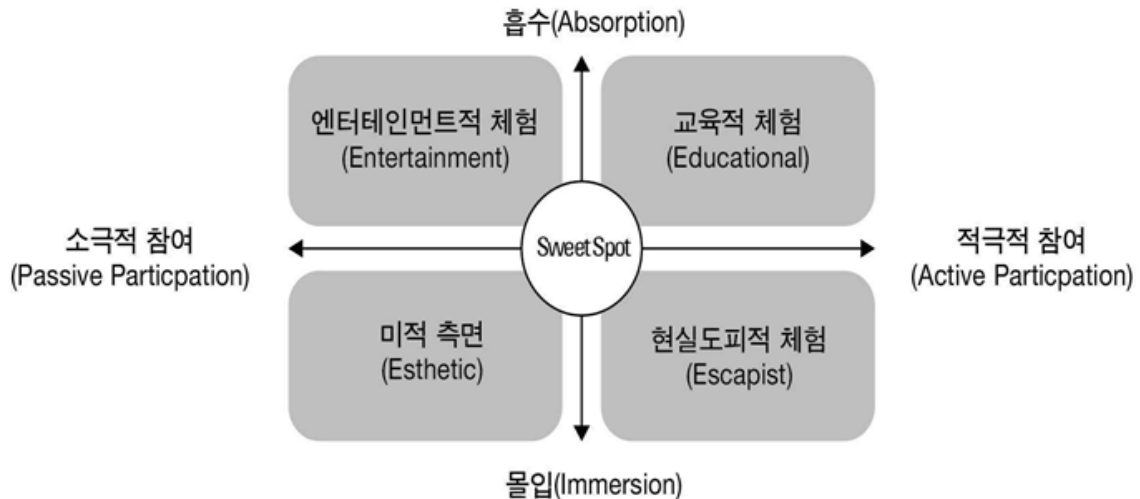 흡수(Absorption)
엔터테인먼트적 체험
(Entertainment)
교육적 체험
(Educational)
소극적 참여
(Passive Particpation)
Sweet Spot
적극적 참여
(Active Particpation)
미적 측면
(Esthetic)
현실도피적 체험
(Escapist)
몰입(Immersion)